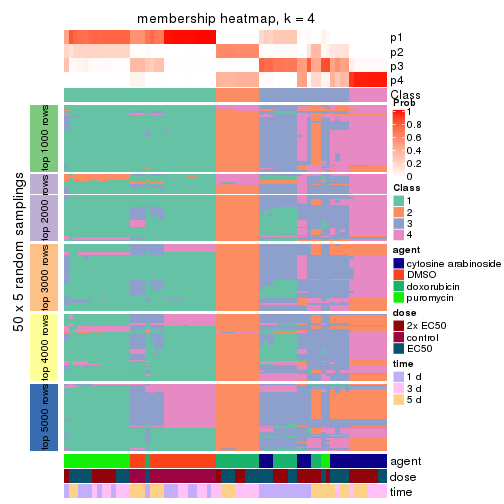 membership heatmap, k = 4
p1
p2
p3
p4
Class
50 x 5 random samplings
top 1000 rows
top 2000 rows
top 3000 rows
top 4000 rows
top 5000 rows
agent
dose
time
Prob
1
0.8
0.6
0.4
0.2
0
Class
1
2
3
4
agent
cytosine arabinoside
DMSO
doxorubicin
puromycin
dose
2x EC50
control
EC50
time
1 d
3 d
5 d